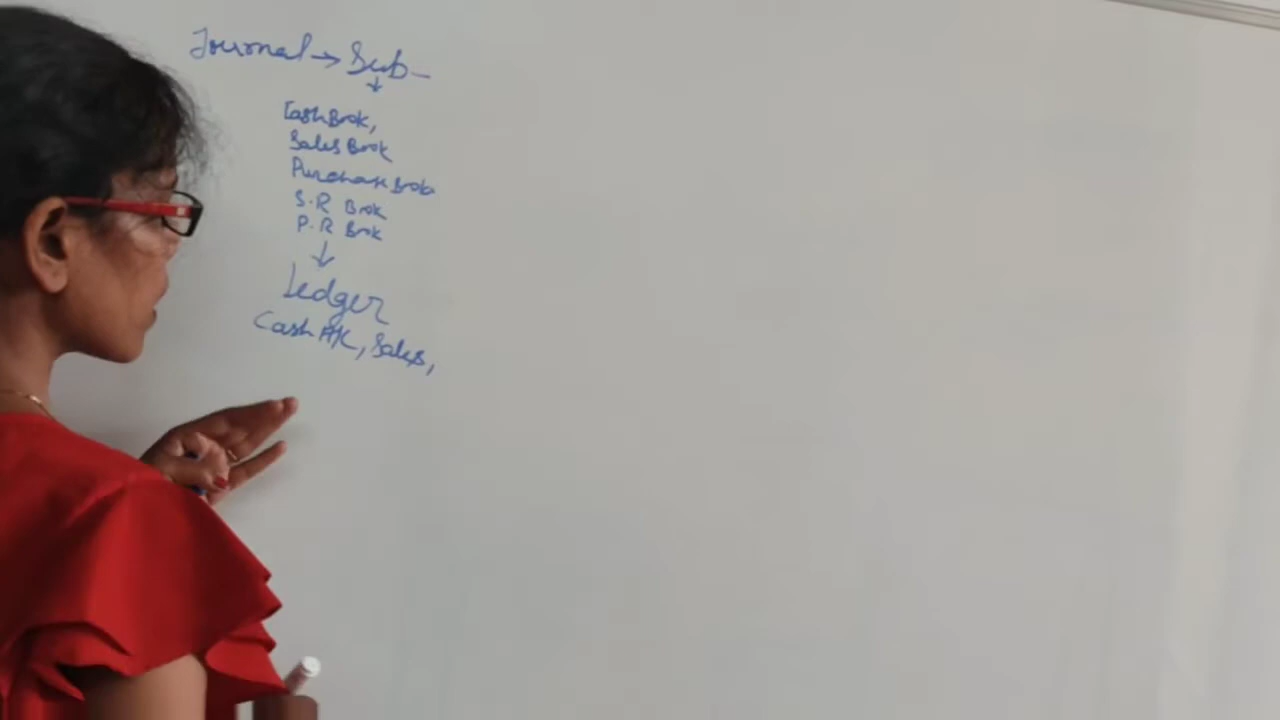 Journal → Sub-
↓
Cash Book,
Sales Book
Purchase Book
S.R Book
P.R Book
↓
Ledger
Cash A/C, Sales,